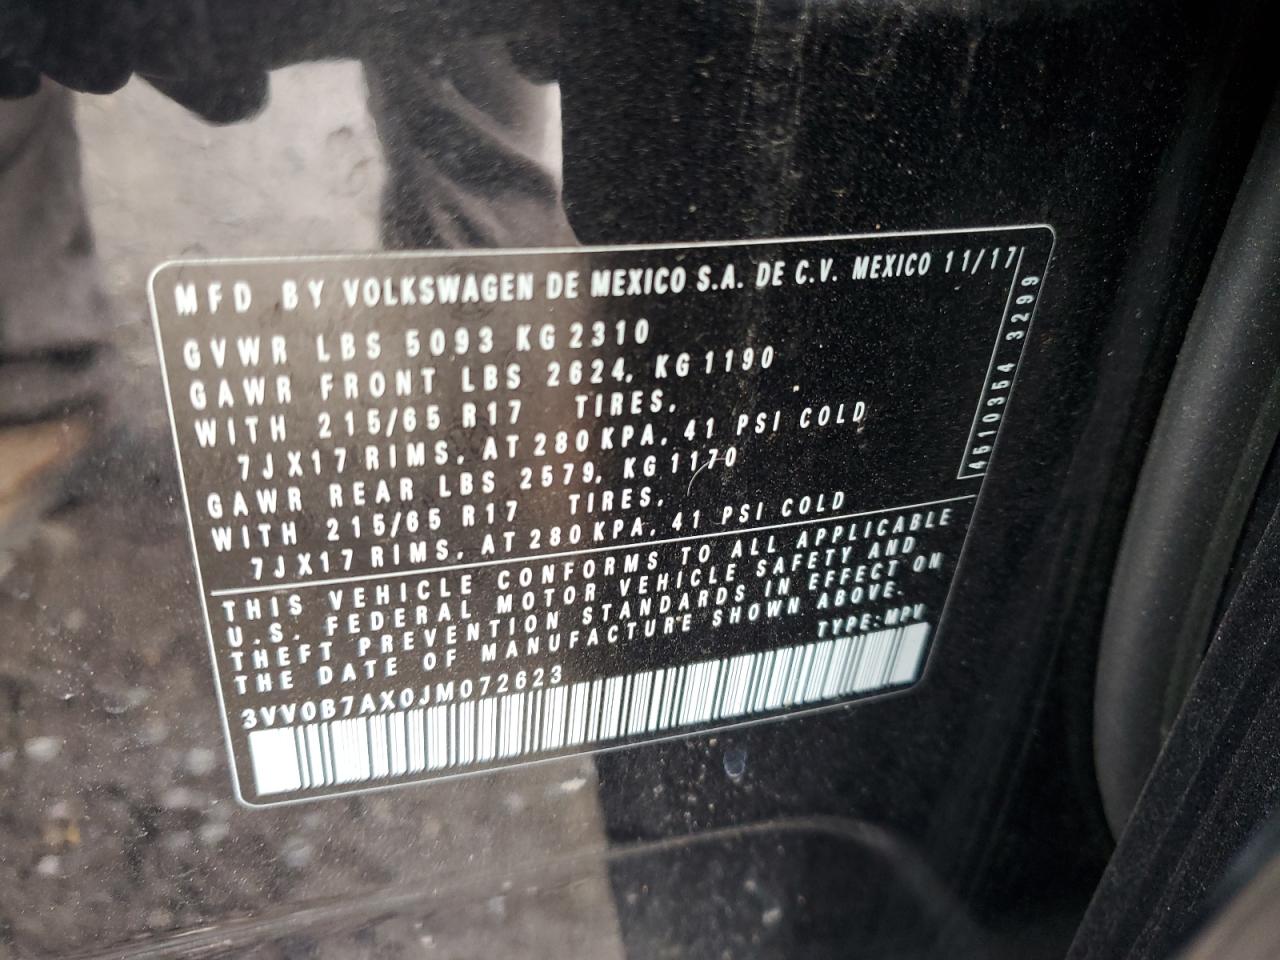 MFD BY VOLKSWAGEN DE MEXICO S.A. DE C.V. MEXICO 11/17
GVWR LBS 5093 KG 2310
GAWR FRONT LBS 2624, KG 1190
WITH 215/65 R17 TIRES,
7JX17 RIMS, AT 280 KPA, 41 PSI COLD
GAWR REAR LBS 2579, KG 1170
WITH 215/65 R17 TIRES,
7JX17 RIMS, AT 280 KPA, 41 PSI COLD
4510364 3299
THIS VEHICLE CONFORMS TO ALL APPLICABLE
U.S. FEDERAL MOTOR VEHICLE SAFETY AND
THEFT PREVENTION STANDARDS IN EFFECT ON
THE DATE OF MANUFACTURE SHOWN ABOVE.
TYPE:MPV
3VV0B7AX0JM072623